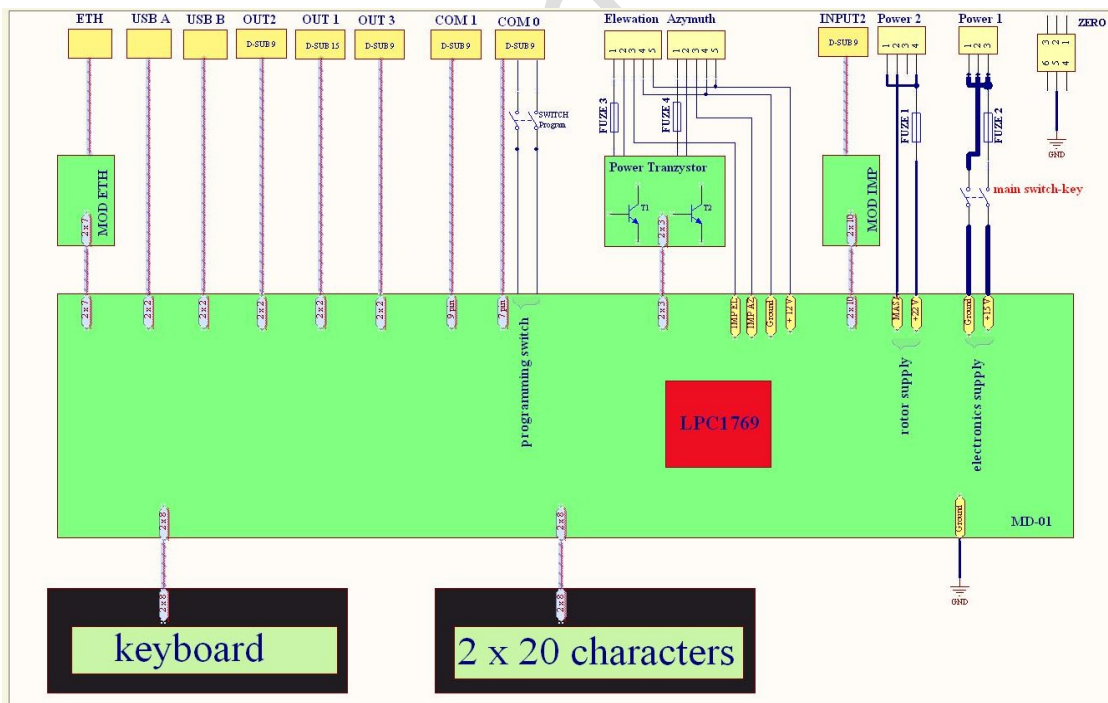 ETH
USB A
USB B
OUT2
OUT 1
OUT 3
COM 1
COM 0
Elewation
Azymuth
INPUT2
Power 2
Power 1
ZERO
D-SUB 9
D-SUB 15
D-SUB 9
D-SUB 9
D-SUB 9
D-SUB 9
1 2 3 4 5
1 2 3 4 5
1 2 3 4
1 2 3
3 2 1
6 5 4
SWITCH
Program
FUZE 3
FUZE 4
FUZE 1
FUZE 2
GND
MOD ETH
2 x 7
Power Tranzystor
T1
T2
2 x 3
MOD IMP
2 x 10
main switch-key
2 x 7
2 x 2
2 x 2
2 x 2
2 x 2
2 x 2
9 pin
7 pin
programming switch
2 x 3
IMP EL
IMP AZ
Ground
+ 12 V
2 x 10
MASA
+22 V
rotor supply
Ground
+15 V
electronics supply
LPC1769
2 x 8
2 x 8
Ground
MD-01
GND
2 x 8
2 x 8
keyboard
2 x 20 characters